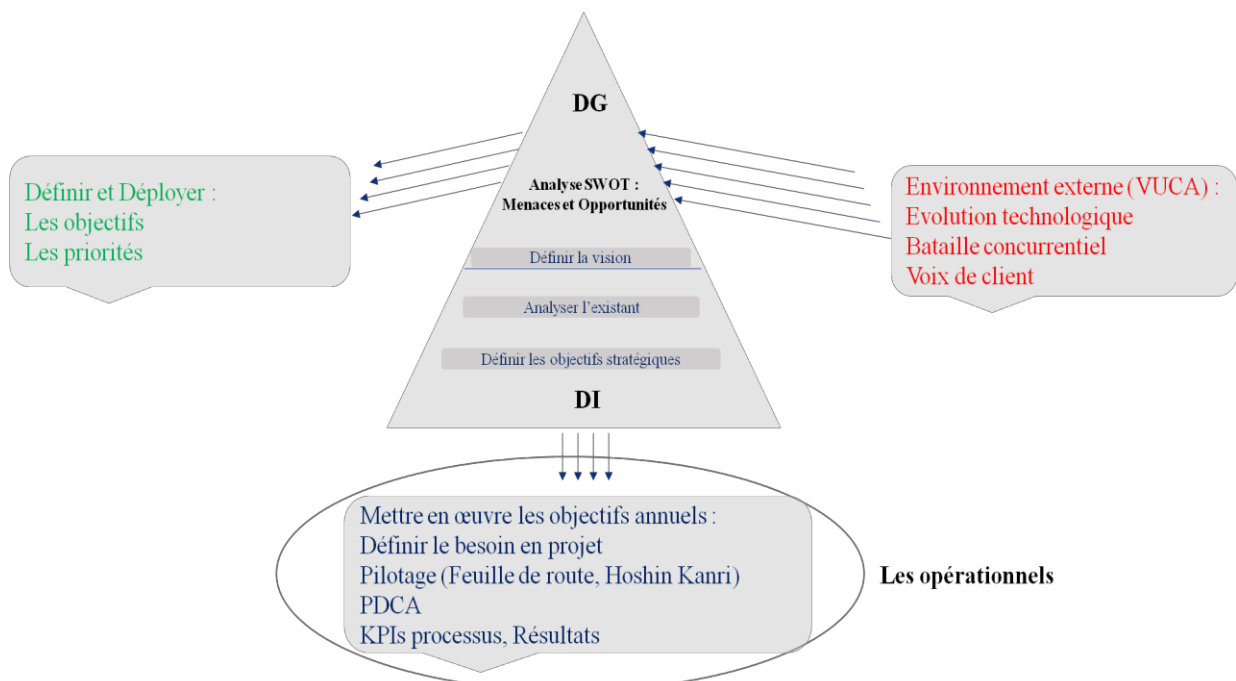 DG
Définir et Déployer :
Les objectifs
Les priorités
Analyse SWOT :
Menaces et Opportunités
Environnement externe (VUCA) :
Evolution technologique
Bataille concurrentiel
Voix de client
Définir la vision
Analyser l’existant
Définir les objectifs stratégiques
DI
Mettre en œuvre les objectifs annuels :
Définir le besoin en projet
Pilotage (Feuille de route, Hoshin Kanri)
PDCA
KPIs processus, Résultats
Les opérationnels